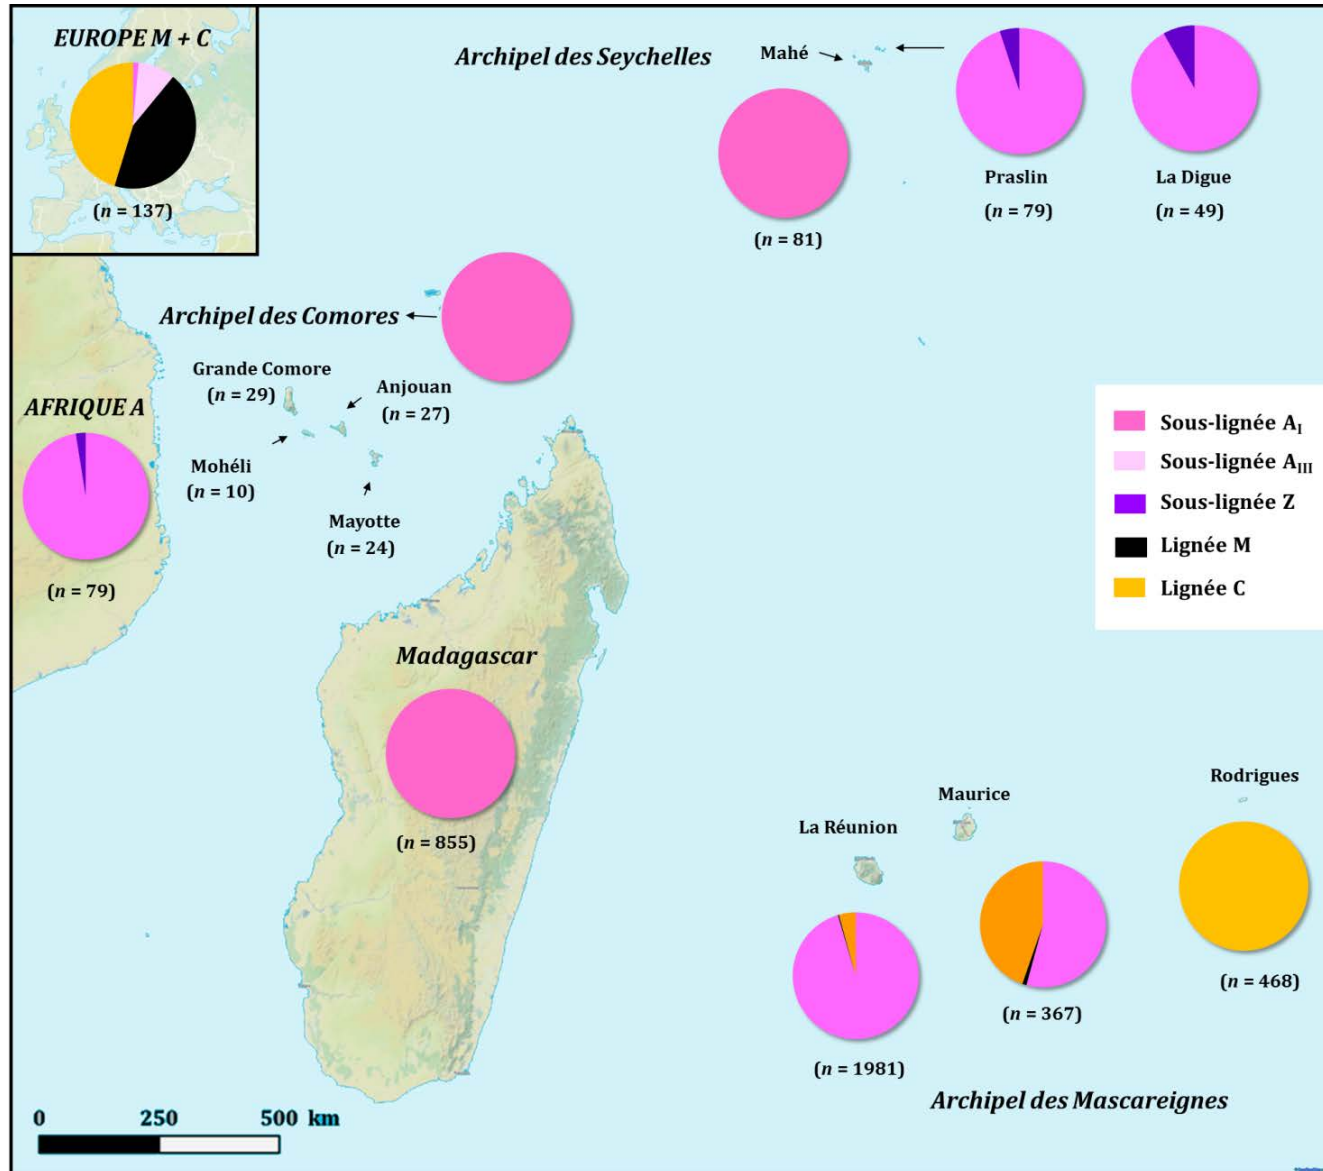 EUROPE M + C
(n = 137)
Archipel des Seychelles
Mahé
(n = 81)
Praslin
(n = 79)
La Digue
(n = 49)
Archipel des Comores
Grande Comore
(n = 29)
Anjouan
(n = 27)
Mohéli
(n = 10)
Mayotte
(n = 24)
AFRIQUE A
(n = 79)
Sous-lignée A_I
Sous-lignée A_III
Sous-lignée Z
Lignée M
Lignée C
Madagascar
(n = 855)
La Réunion
(n = 1981)
Maurice
(n = 367)
Rodrigues
(n = 468)
Archipel des Mascareignes
0 250 500 km